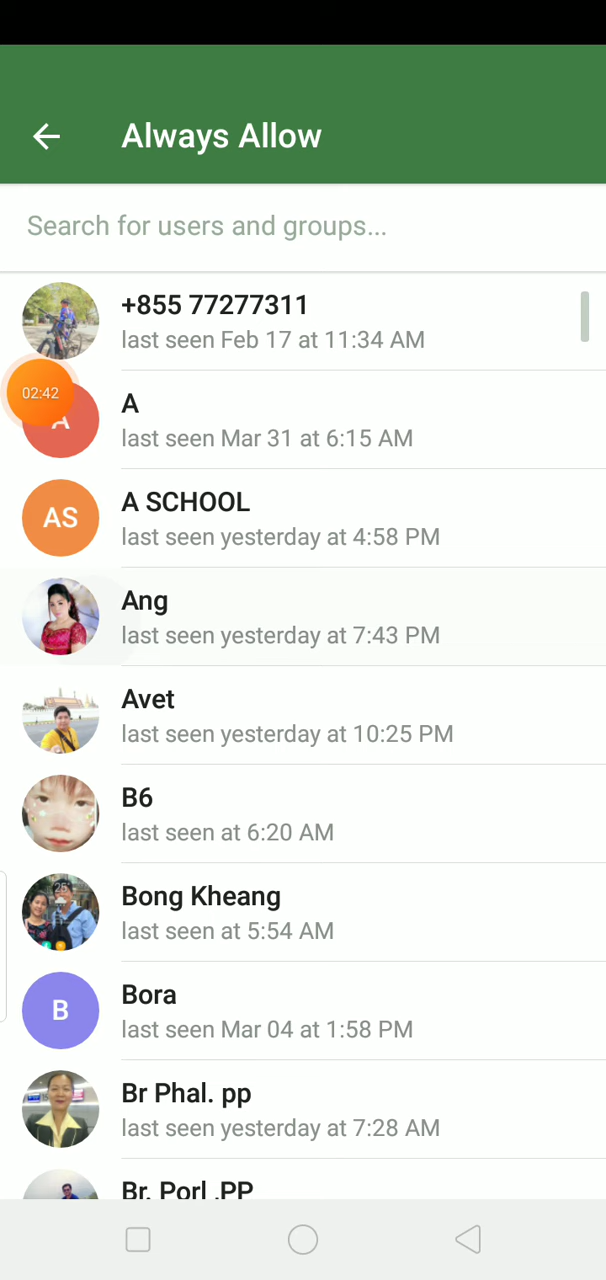 Always Allow
Search for users and groups...
+855 77277311
last seen Feb 17 at 11:34 AM
02:42
A
A
last seen Mar 31 at 6:15 AM
AS
A SCHOOL
last seen yesterday at 4:58 PM
Ang
last seen yesterday at 7:43 PM
Avet
last seen yesterday at 10:25 PM
B6
last seen at 6:20 AM
Bong Kheang
last seen at 5:54 AM
B
Bora
last seen Mar 04 at 1:58 PM
Br Phal. pp
last seen yesterday at 7:28 AM
Br. Porl .PP